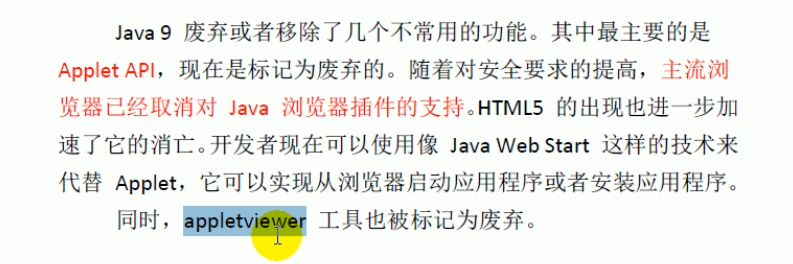 Java 9 废弃或者移除了几个不常用的功能。其中最主要的是
Applet API，现在是标记为废弃的。随着对安全要求的提高，主流浏
览器已经取消对 Java 浏览器插件的支持。HTML5 的出现也进一步加
速了它的消亡。开发者现在可以使用像 Java Web Start 这样的技术来
代替 Applet，它可以实现从浏览器启动应用程序或者安装应用程序。
同时，appletviewer 工具也被标记为废弃。